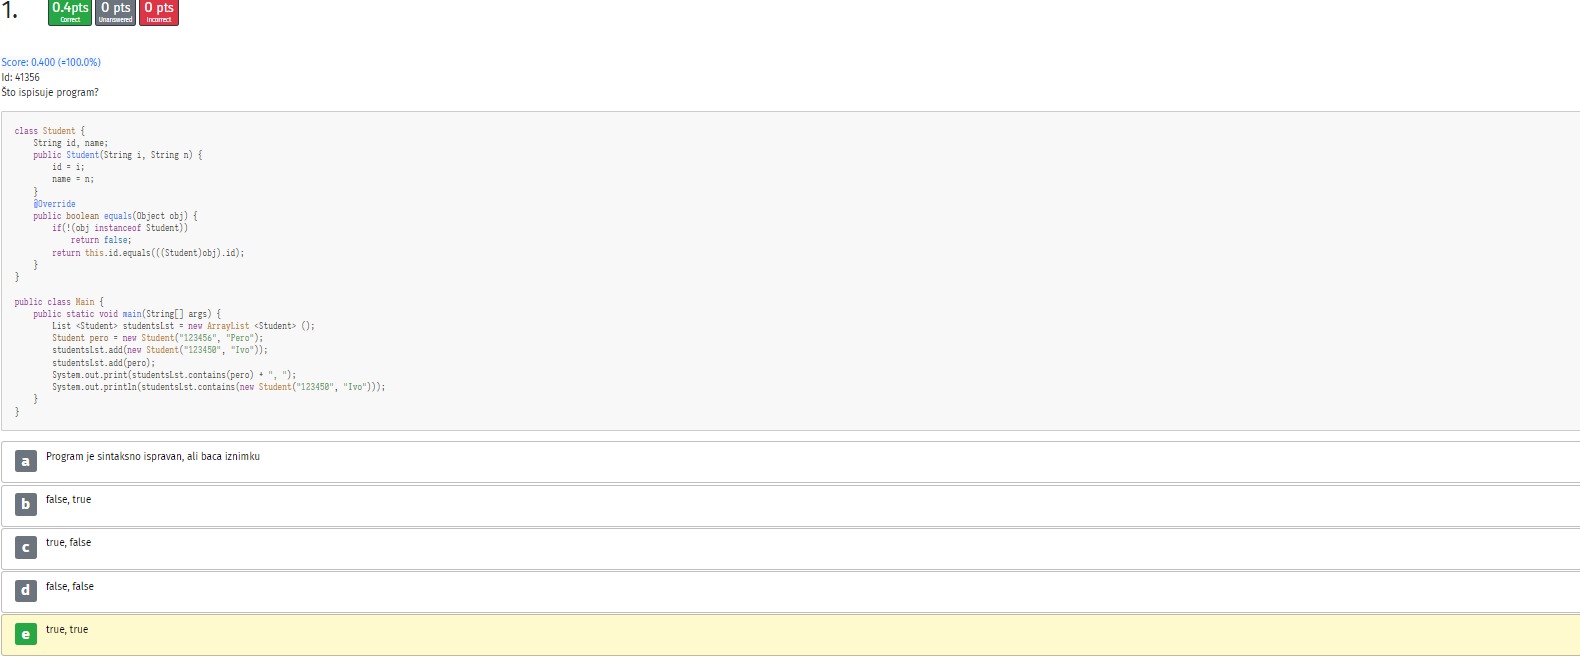 1.
0.4pts
Correct
0 pts
Unanswered
0 pts
Incorrect
Score: 0.400 (=100.0%)
Id: 41356
Što ispisuje program?
class Student {
    String id, name;
    public Student(String i, String n) {
        id = i;
        name = n;
    }
    @Override
    public boolean equals(Object obj) {
        if(!(obj instanceof Student))
            return false;
        return this.id.equals(((Student)obj).id);
    }
}
public class Main {
    public static void main(String[] args) {
        List <Student> studentsLst = new ArrayList <Student> ();
        Student pero = new Student("123456", "Pero");
        studentsLst.add(new Student("123450", "Ivo"));
        studentsLst.add(pero);
        System.out.print(studentsLst.contains(pero) + ", ");
        System.out.println(studentsLst.contains(new Student("123450", "Ivo")));
    }
}
a Program je sintaksno ispravan, ali baca iznimku
b false, true
c true, false
d false, false
e true, true